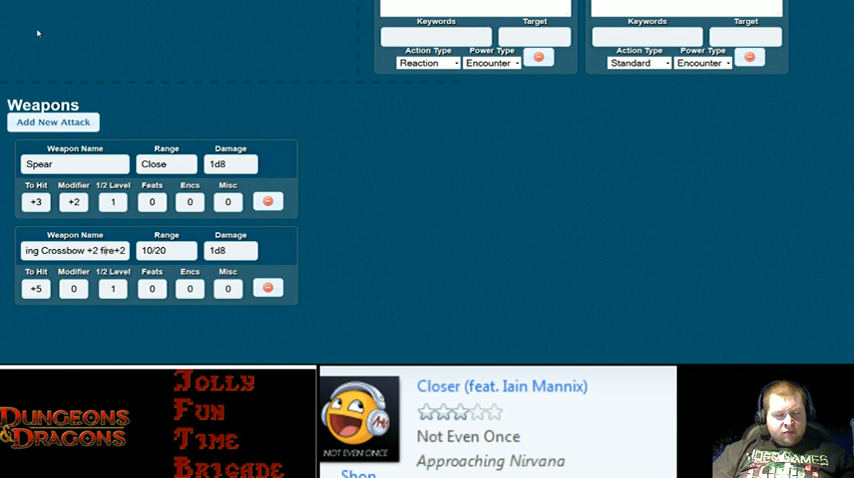 Keywords Target
Keywords Target
Action Type Power Type
Reaction Encounter
Action Type Power Type
Standard Encounter
Weapons
Add New Attack
Weapon Name Range Damage
Spear Close 1d8
To Hit Modifier 1/2 Level Feats Encs Misc
+3 +2 1 0 0 0
Weapon Name Range Damage
ing Crossbow +2 fire+2 10/20 1d8
To Hit Modifier 1/2 Level Feats Encs Misc
+5 0 1 0 0 0
DUNGEONS
& DRAGONS
JOLLY
FUN
TIME
BRIGADE
NOT EVEN ONCE
Shop
Closer (feat. Iain Mannix)
Not Even Once
Approaching Nirvana
VIDEO GAMES